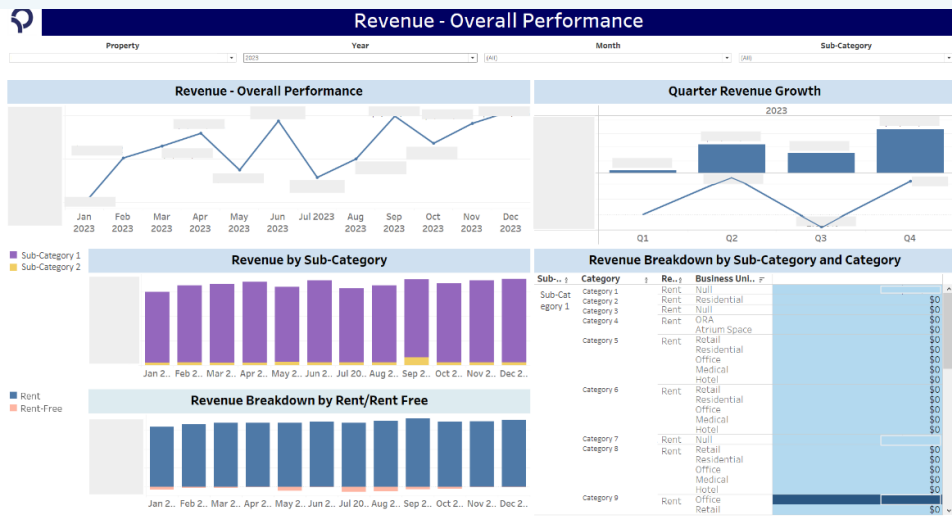 Revenue - Overall Performance
Property Year Month Sub-Category
2023 (All) (All)
Revenue - Overall Performance
Jan 2023 Feb 2023 Mar 2023 Apr 2023 May 2023 Jun 2023 Jul 2023 Aug 2023 Sep 2023 Oct 2023 Nov 2023 Dec 2023
Quarter Revenue Growth
2023
Q1 Q2 Q3 Q4
Sub-Category 1
Sub-Category 2
Revenue by Sub-Category
Jan 2.. Feb 2.. Mar 2.. Apr 2.. May 2.. Jun 2.. Jul 20.. Aug 2.. Sep 2.. Oct 2.. Nov 2.. Dec 2..
Rent
Rent-Free
Revenue Breakdown by Rent/Rent Free
Jan 2.. Feb 2.. Mar 2.. Apr 2.. May 2.. Jun 2.. Jul 20.. Aug 2.. Sep 2.. Oct 2.. Nov 2.. Dec 2..
Revenue Breakdown by Sub-Category and Category
Sub-.. Category Re.. Business Uni..
Sub-Cat
egory 1
Category 1 Rent Null
Category 2 Rent Residential $0
Category 3 Rent Null $0
Category 4 Rent ORA $0
Atrium Space $0
Category 5 Rent Retail $0
Residential $0
Office $0
Medical $0
Hotel $0
Category 6 Rent Retail $0
Residential $0
Office $0
Medical $0
Hotel $0
Category 7 Rent Null
Category 8 Rent Retail $0
Residential $0
Office $0
Medical $0
Hotel $0
Category 9 Rent Office
Retail $0